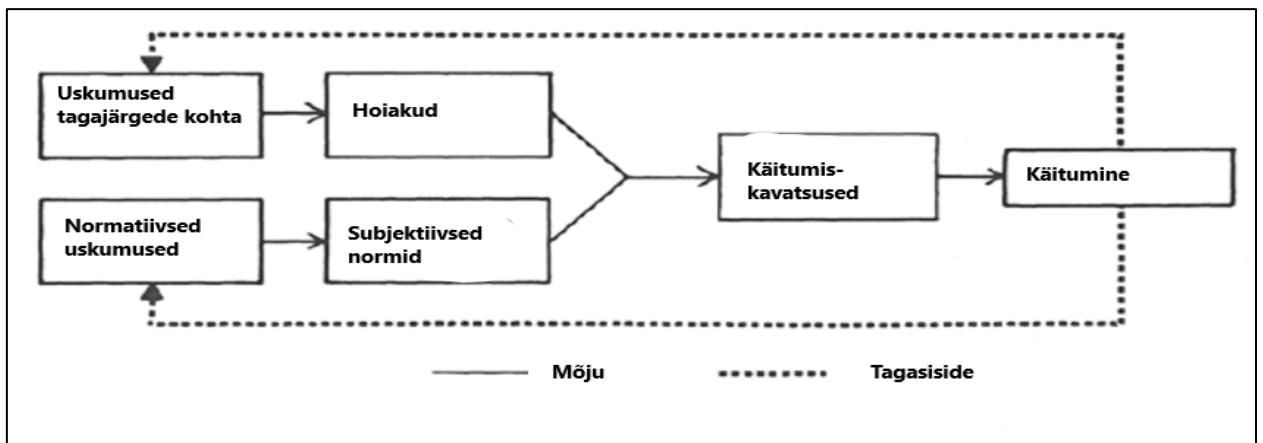 Uskumused
tagajärgede kohta
Hoiakud
Normatiivsed
uskumused
Subjektiivsed
normid
Käitumis-
kavatsused
Käitumine
Mõju
Tagasiside